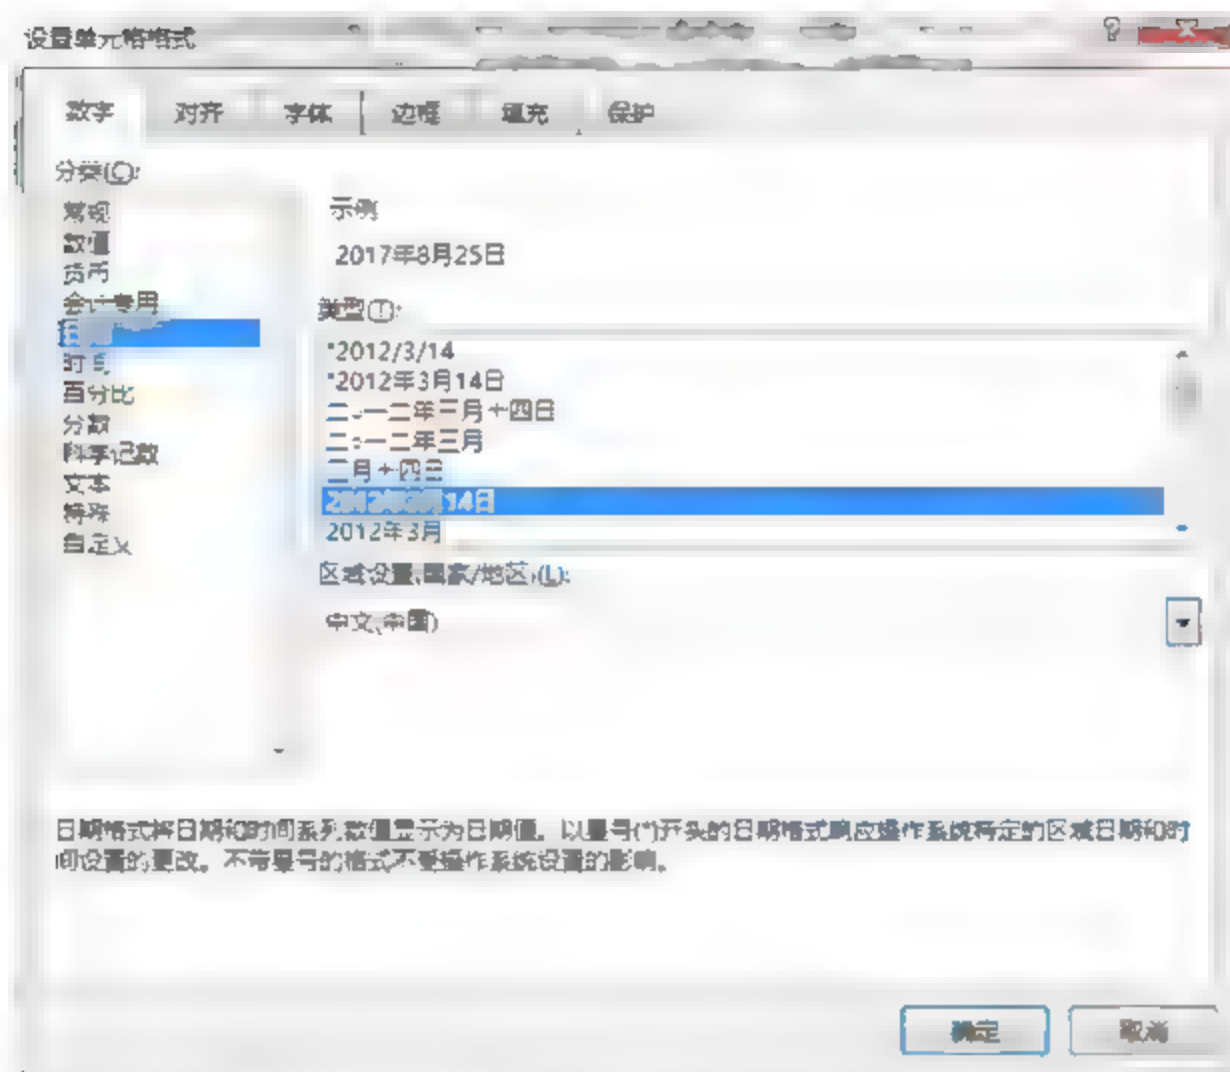 设置单元格格式
数字 对齐 字体 边框 填充 保护
分类(C):
常规
数值
货币
会计专用
日
时间
百分比
分数
科学记数
文本
特殊
自定义
示例
2017年8月25日
类型(T):
*2012/3/14
*2012年3月14日
二〇一二年三月十四日
二〇一二年三月
三月十四日
2012年3月14日
2012年3月
区域设置(国家/地区)(L):
中文(中国)
日期格式将日期和时间系列数值显示为日期值。以星号(*)开头的日期格式响应操作系统特定的区域日期和时
间设置的更改。不带星号的格式不受操作系统设置的影响。
确定 取消